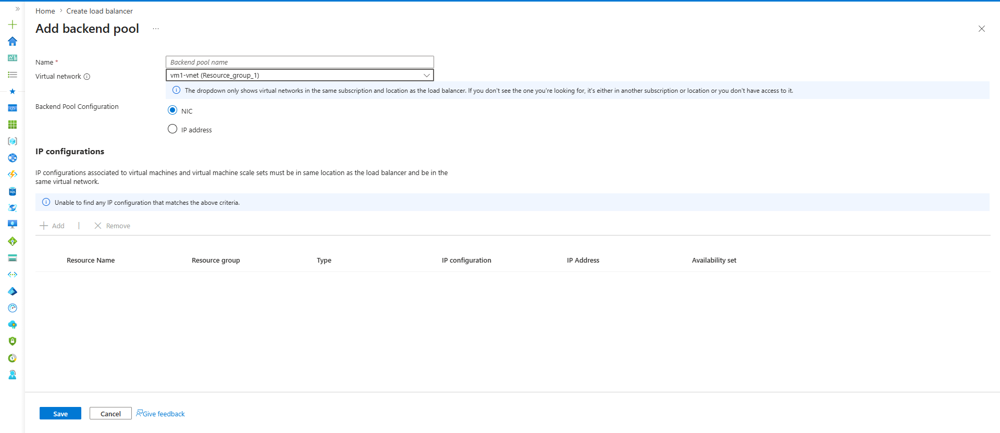 Home > Create load balancer
Add backend pool ...
Name *
Backend pool name
Virtual network
vm1-vnet (Resource_group_1)
The dropdown only shows virtual networks in the same subscription and location as the load balancer. If you don't see the one you're looking for, it's either in another subscription or location or you don't have access to it.
Backend Pool Configuration
NIC
IP address
IP configurations
IP configurations associated to virtual machines and virtual machine scale sets must be in same location as the load balancer and be in the
same virtual network.
Unable to find any IP configuration that matches the above criteria.
Add | Remove
Resource Name Resource group Type IP configuration IP Address Availability set
Save Cancel Give feedback